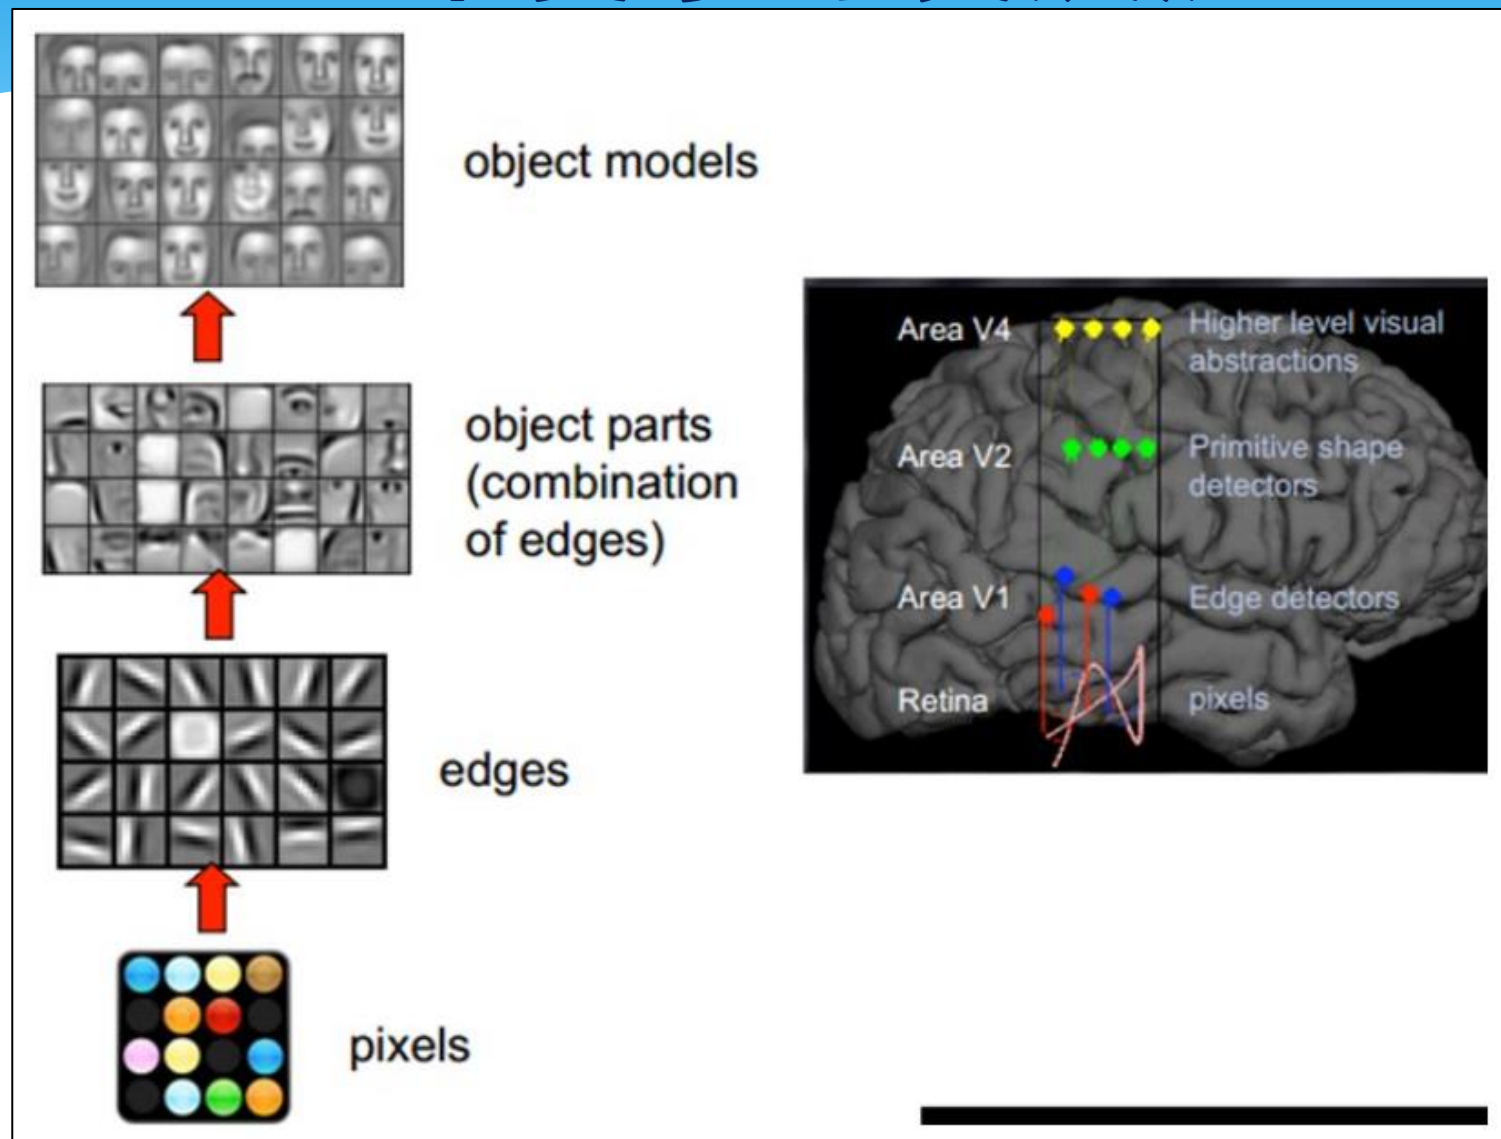 object models
object parts
(combination
of edges)
edges
pixels
Area V4
Higher level visual
abstractions
Area V2
Primitive shape
detectors
Area V1
Edge detectors
Retina
pixels